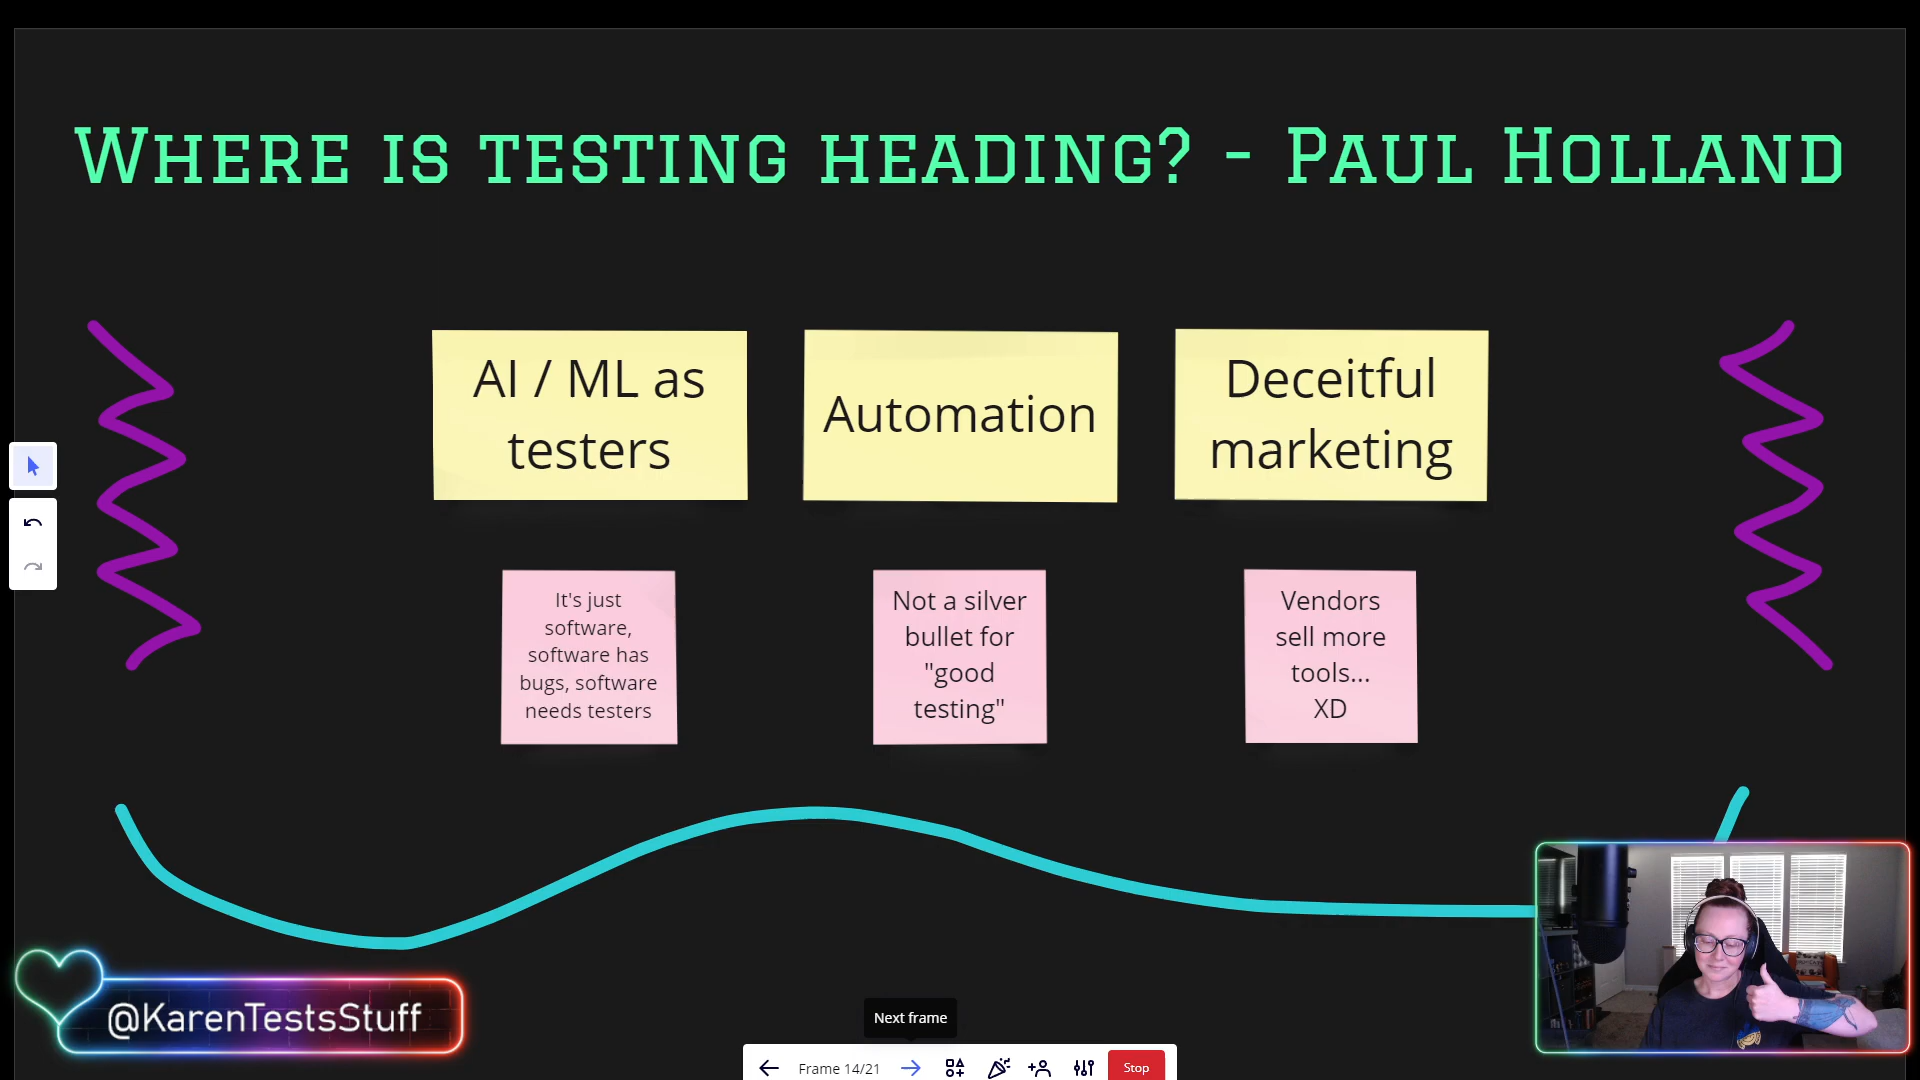 Where is testing heading? - Paul Holland
AI / ML as
testers
Automation
Deceitful
marketing
It's just
software,
software has
bugs, software
needs testers
Not a silver
bullet for
"good
testing"
Vendors
sell more
tools...
XD
@KarenTestsStuff
Next frame
Frame 14/21
Stop